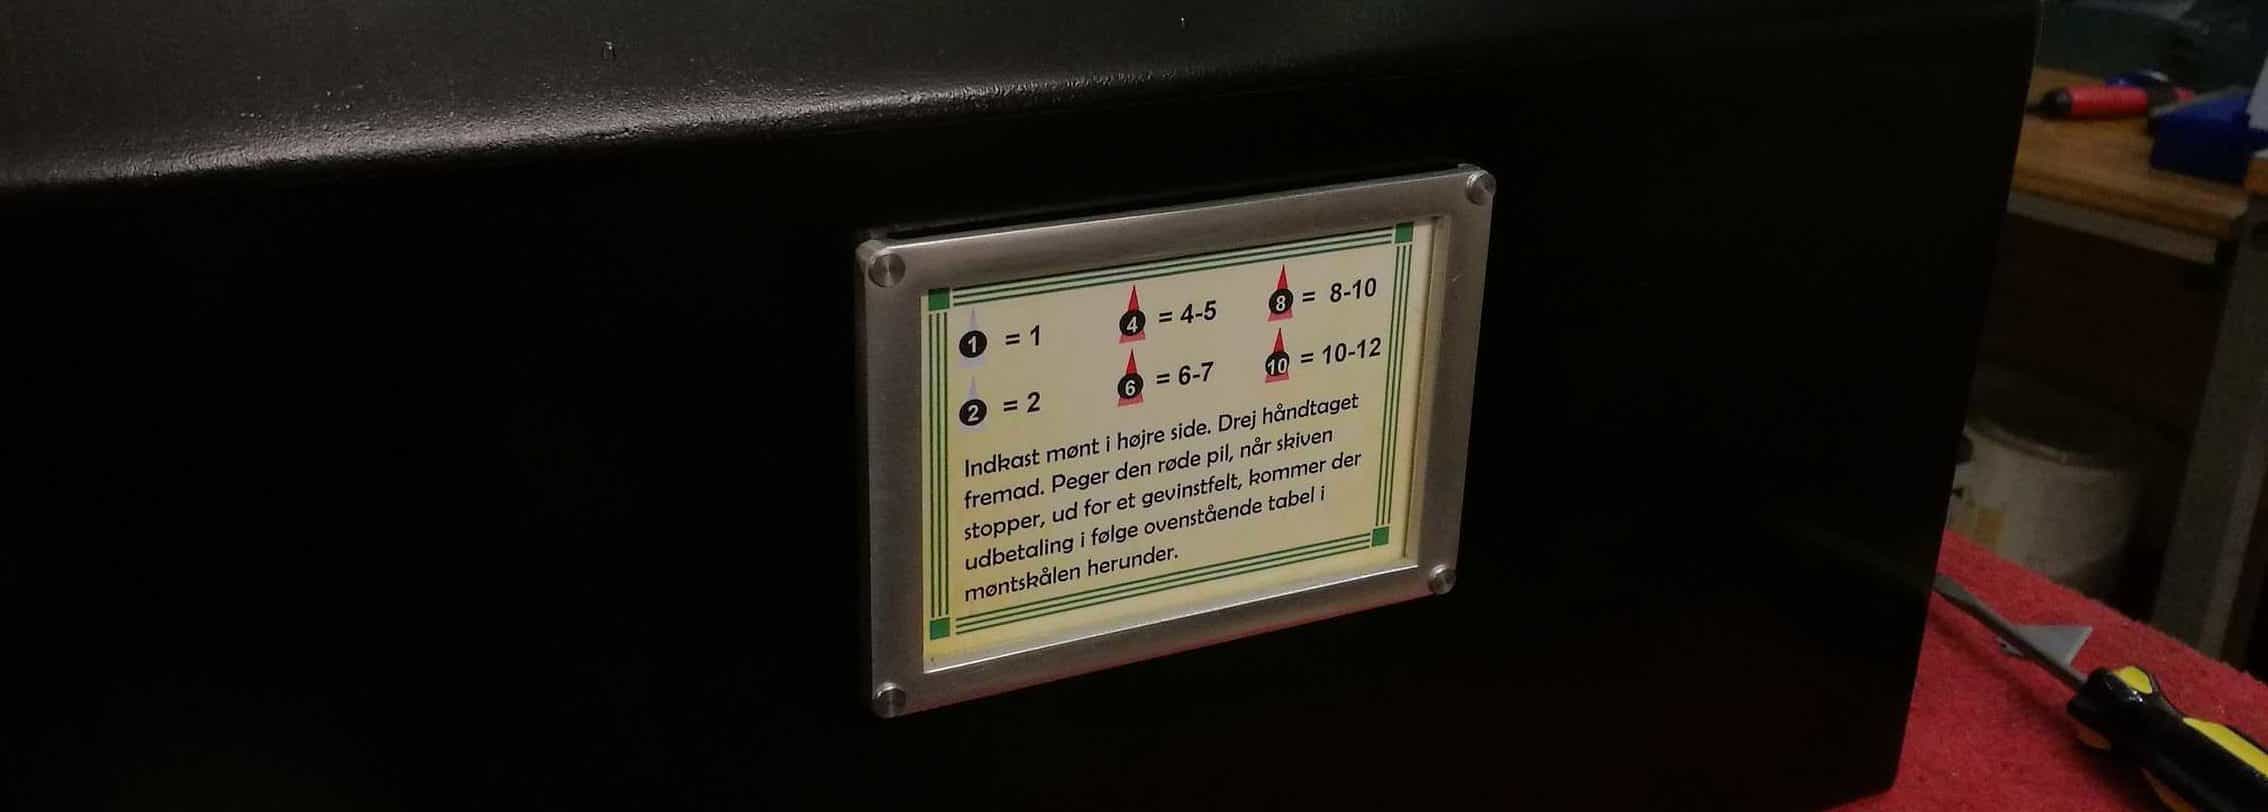 1 = 1
4 = 4-5
8 = 8-10
2 = 2
6 = 6-7
10 = 10-12
Indkast mønt i højre side. Drej håndtaget
fremad. Peger den røde pil, når skiven
stopper, ud for et gevinstfelt, kommer der
udbetaling i følge ovenstående tabel i
møntskålen herunder.